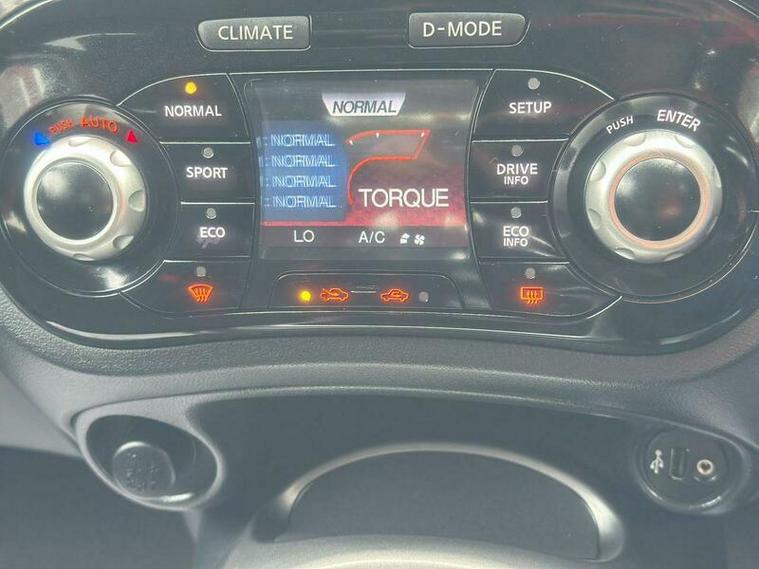 CLIMATE
D-MODE
NORMAL
SPORT
ECO
PUSH AUTO
NORMAL
: NORMAL
: NORMAL
: NORMAL
: NORMAL
TORQUE
LO A/C
SETUP
DRIVE
INFO
ECO
INFO
PUSH ENTER